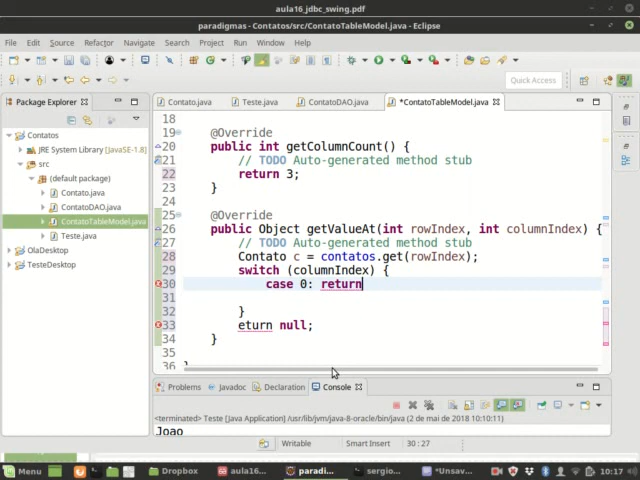 aula16_jdbc_swing.pdf
paradigmas - Contatos/src/ContatoTableModel.java - Eclipse
File Edit Source Refactor Navigate Search Project Run Window Help
Quick Access
Package Explorer
Contato.java Teste.java ContatoDAO.java *ContatoTableModel.java
Contatos
JRE System Library [JavaSE-1.8]
src
(default package)
Contato.java
ContatoDAO.java
ContatoTableModel.java
Teste.java
OlaDesktop
TesteDesktop
18
19 @Override
20 public int getColumnCount() {
21 // TODO Auto-generated method stub
22 return 3;
23 }
24
25 @Override
26 public Object getValueAt(int rowIndex, int columnIndex) {
27 // TODO Auto-generated method stub
28 Contato c = contatos.get(rowIndex);
29 switch (columnIndex) {
30 case 0: return
31
32 }
33 eturn null;
34 }
35
36 }
Problems Javadoc Declaration Console
<terminated> Teste [Java Application] /usr/lib/jvm/java-8-oracle/bin/java (2 de mai de 2018 10:10:11)
Joao
Writable Smart Insert 30 : 27
Menu Dropbox aula16... paradi... sergio... *Unsav... 10:17